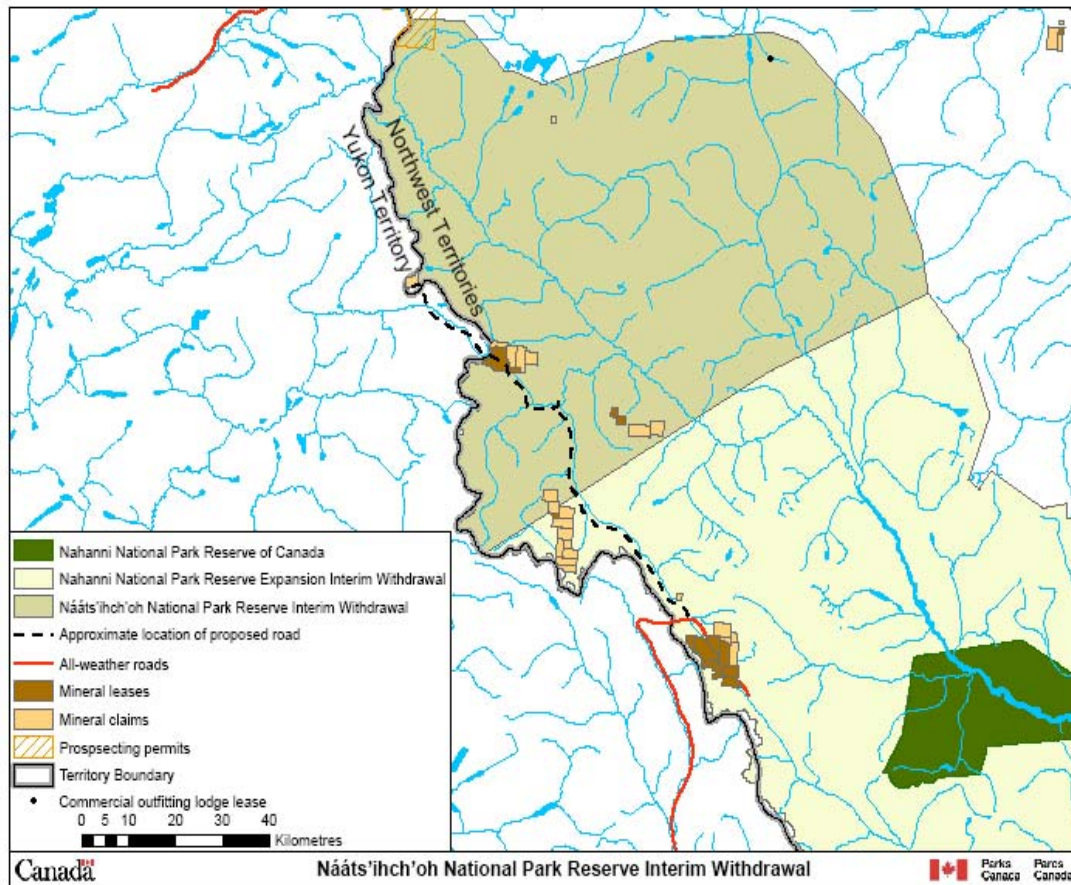 Northwest Territories
Yukon Territory
Nahanni National Park Reserve of Canada
Nahanni National Park Reserve Expansion Interim Withdrawal
Nááts'ihch'oh National Park Reserve Interim Withdrawal
Approximate location of proposed road
All-weather roads
Mineral leases
Mineral claims
Prospsecting permits
Territory Boundary
Commercial outfitting lodge lease
0 5 10 20 30 40
Kilometres
Canada
Nááts'ihch'oh National Park Reserve Interim Withdrawal
Parks Parcs
Canada Canada